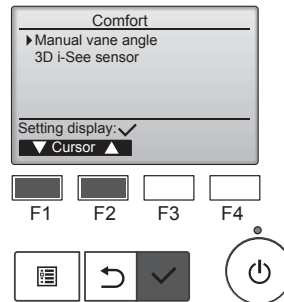 Comfort
Manual vane angle
3D i-See sensor
Setting display:✓
▼ Cursor ▲
F1 F2 F3 F4